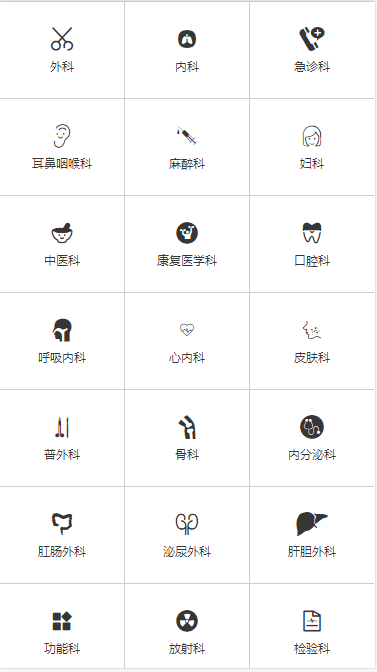 外科
内科
急诊科
耳鼻咽喉科
麻醉科
妇科
中医科
康复医学科
口腔科
呼吸内科
心内科
皮肤科
普外科
骨科
内分泌科
肛肠外科
泌尿外科
肝胆外科
功能科
放射科
检验科